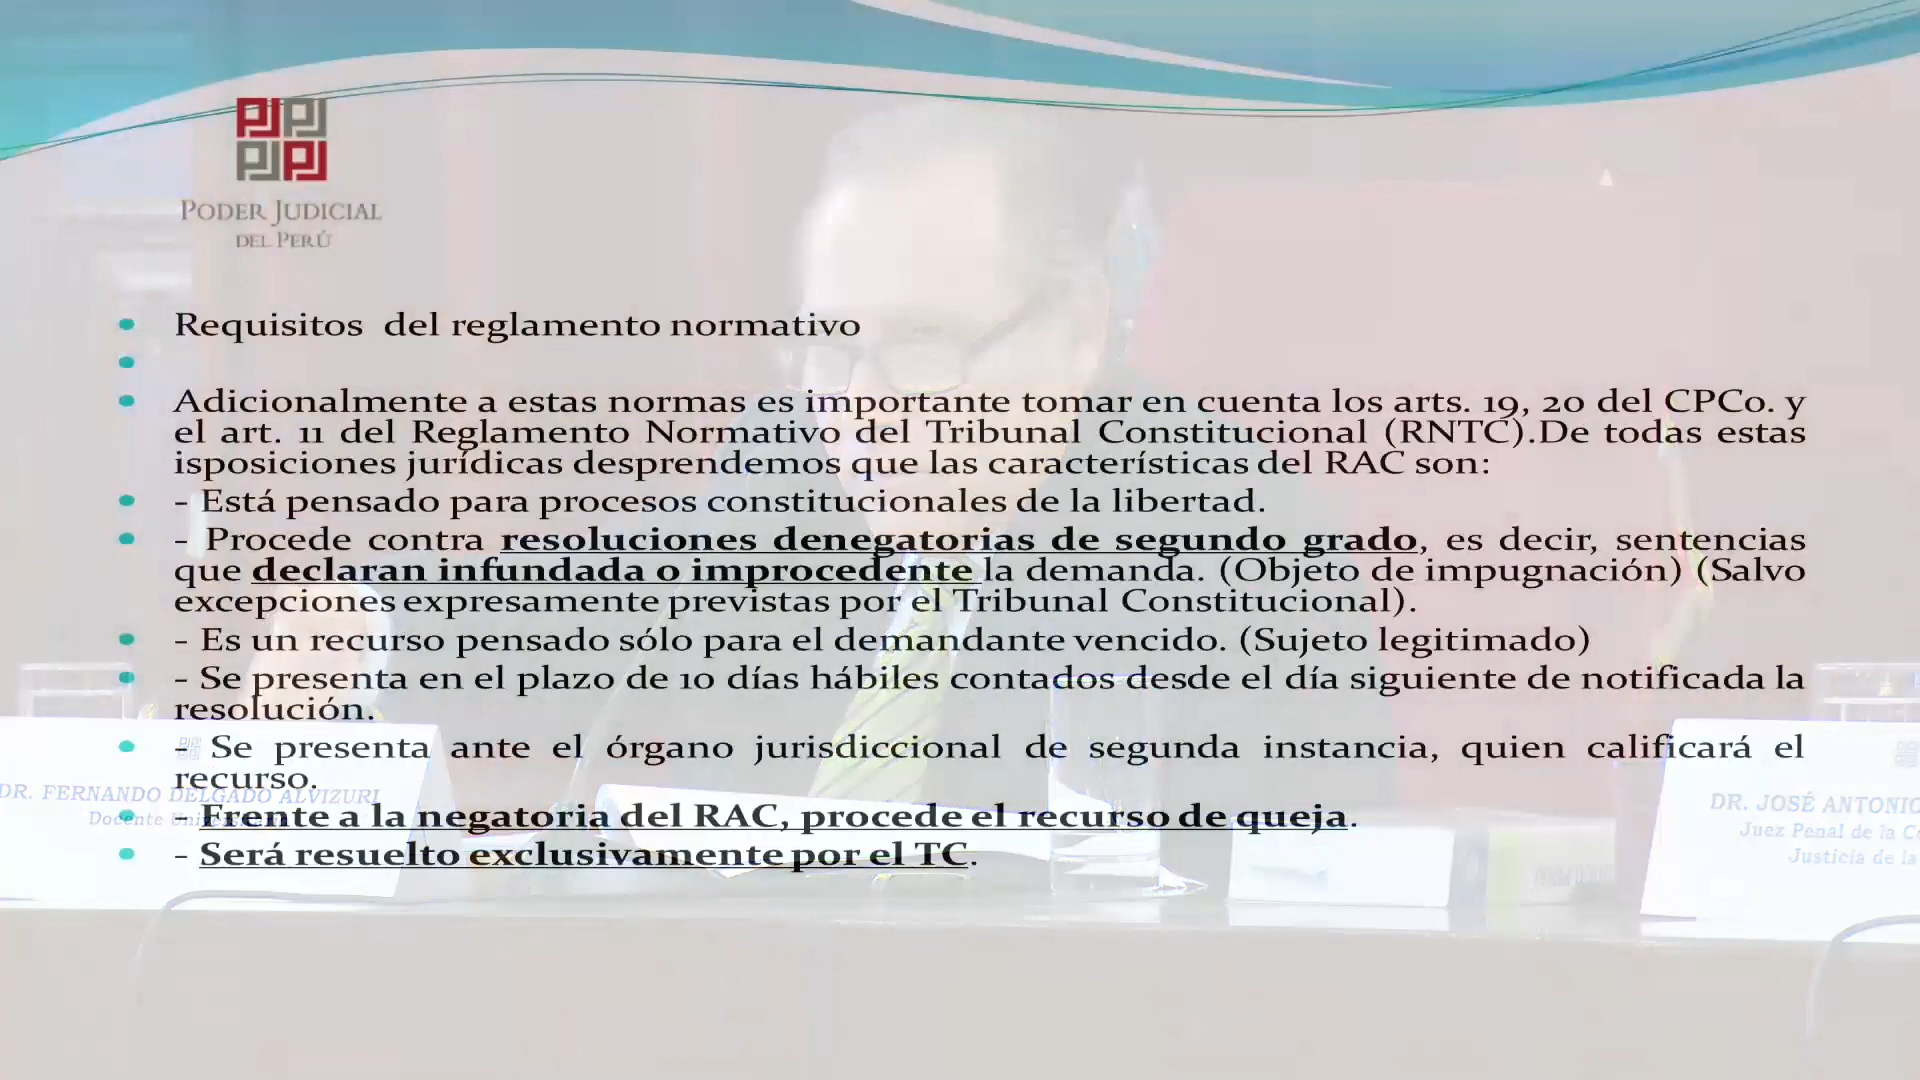 PODER JUDICIAL
DEL PERÚ
Requisitos del reglamento normativo
Adicionalmente a estas normas es importante tomar en cuenta los arts. 19, 20 del CPCo. y
el art. 11 del Reglamento Normativo del Tribunal Constitucional (RNTC).De todas estas
isposiciones jurídicas desprendemos que las características del RAC son:
- Está pensado para procesos constitucionales de la libertad.
- Procede contra resoluciones denegatorias de segundo grado, es decir, sentencias
que declaran infundada o improcedente la demanda. (Objeto de impugnación) (Salvo
excepciones expresamente previstas por el Tribunal Constitucional).
- Es un recurso pensado sólo para el demandante vencido. (Sujeto legitimado)
- Se presenta en el plazo de 10 días hábiles contados desde el día siguiente de notificada la
resolución.
- Se presenta ante el órgano jurisdiccional de segunda instancia, quien calificará el
recurso.
- Frente a la negatoria del RAC, procede el recurso de queja.
- Será resuelto exclusivamente por el TC.
DR. FERNANDO DELGADO ALVIZURI
Docente
DR. JOSÉ ANTONIO
Juez Penal de la
Justicia de la